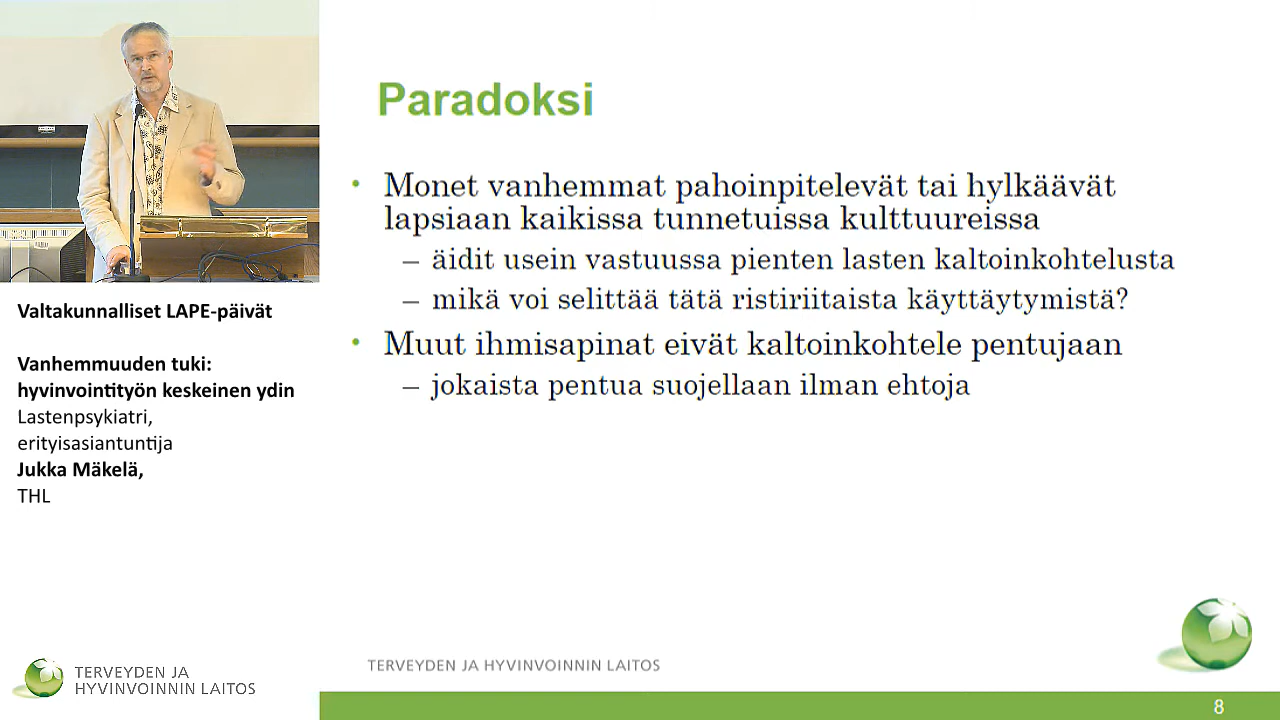 Paradoksi
• Monet vanhemmat pahoinpitelevät tai hylkäävät
lapsiaan kaikissa tunnetuissa kulttuureissa
– äidit usein vastuussa pienten lasten kaltoinkohtelusta
– mikä voi selittää tätä ristiriitaista käyttäytymistä?
• Muut ihmisapinat eivät kaltoinkohtele pentujaan
– jokaista pentua suojellaan ilman ehtoja
Valtakunnalliset LAPE-päivät
Vanhemmuuden tuki:
hyvinvointityön keskeinen ydin
Lastenpsykiatri,
erityisasiantuntija
Jukka Mäkelä,
THL
TERVEYDEN JA
HYVINVOINNIN LAITOS
TERVEYDEN JA HYVINVOINNIN LAITOS
8